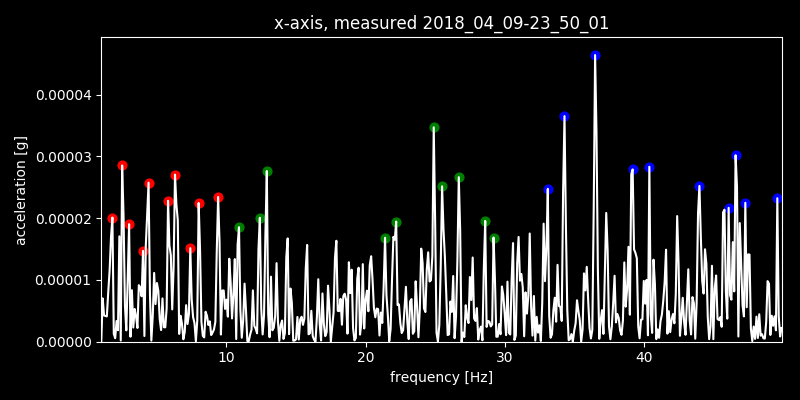 x-axis, measured 2018_04_09-23_50_01
acceleration [g]
0.00004
0.00003
0.00002
0.00001
0.00000
10 20 30 40
frequency [Hz]